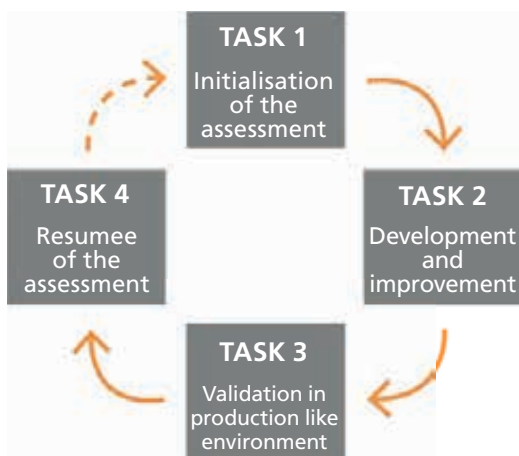 TASK 1
Initialisation
of the
assessment
TASK 2
Development
and
improvement
TASK 3
Validation in
production like
environment
TASK 4
Resumee
of the
assessment